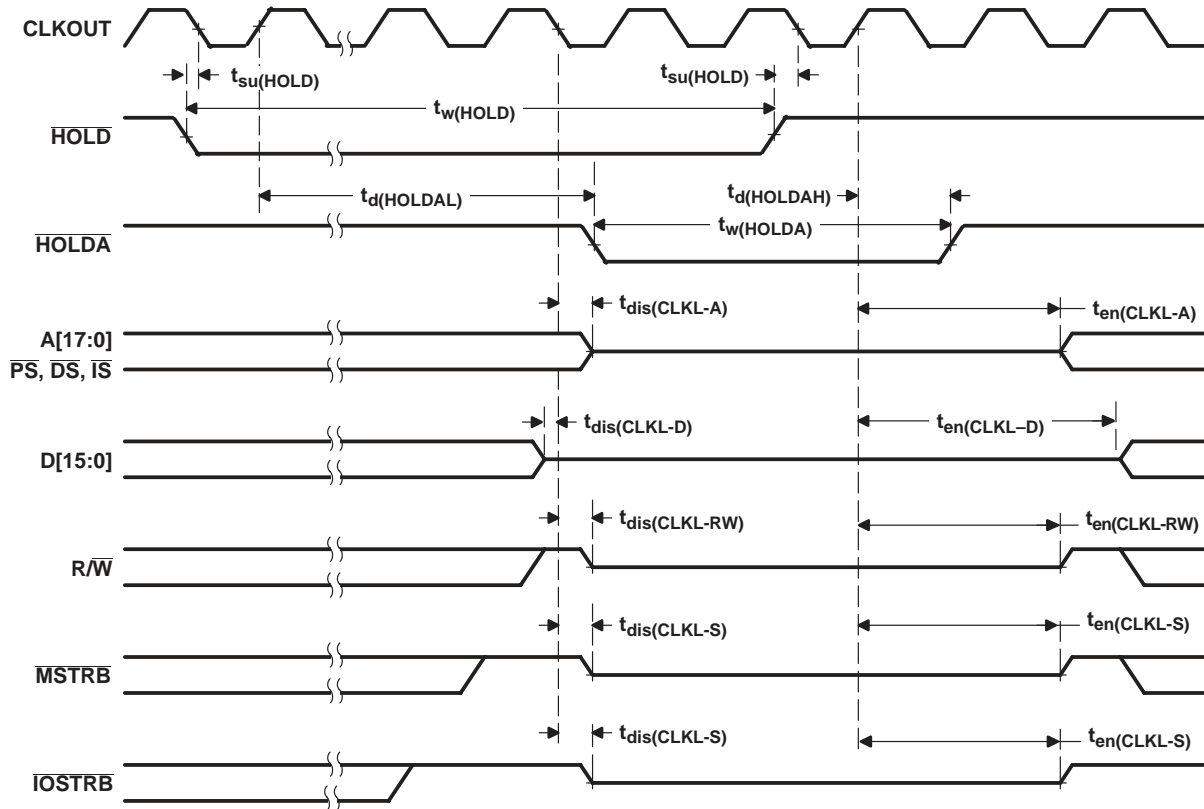 CLKOUT
tsu(HOLD)
tsu(HOLD)
tw(HOLD)
HOLD
td(HOLDAL)
td(HOLDAH)
tw(HOLDA)
HOLDA
tdis(CLKL-A)
ten(CLKL-A)
A[17:0]
PS, DS, IS
tdis(CLKL-D)
ten(CLKL–D)
D[15:0]
tdis(CLKL-RW)
ten(CLKL-RW)
R/W
tdis(CLKL-S)
ten(CLKL-S)
MSTRB
tdis(CLKL-S)
ten(CLKL-S)
IOSTRB